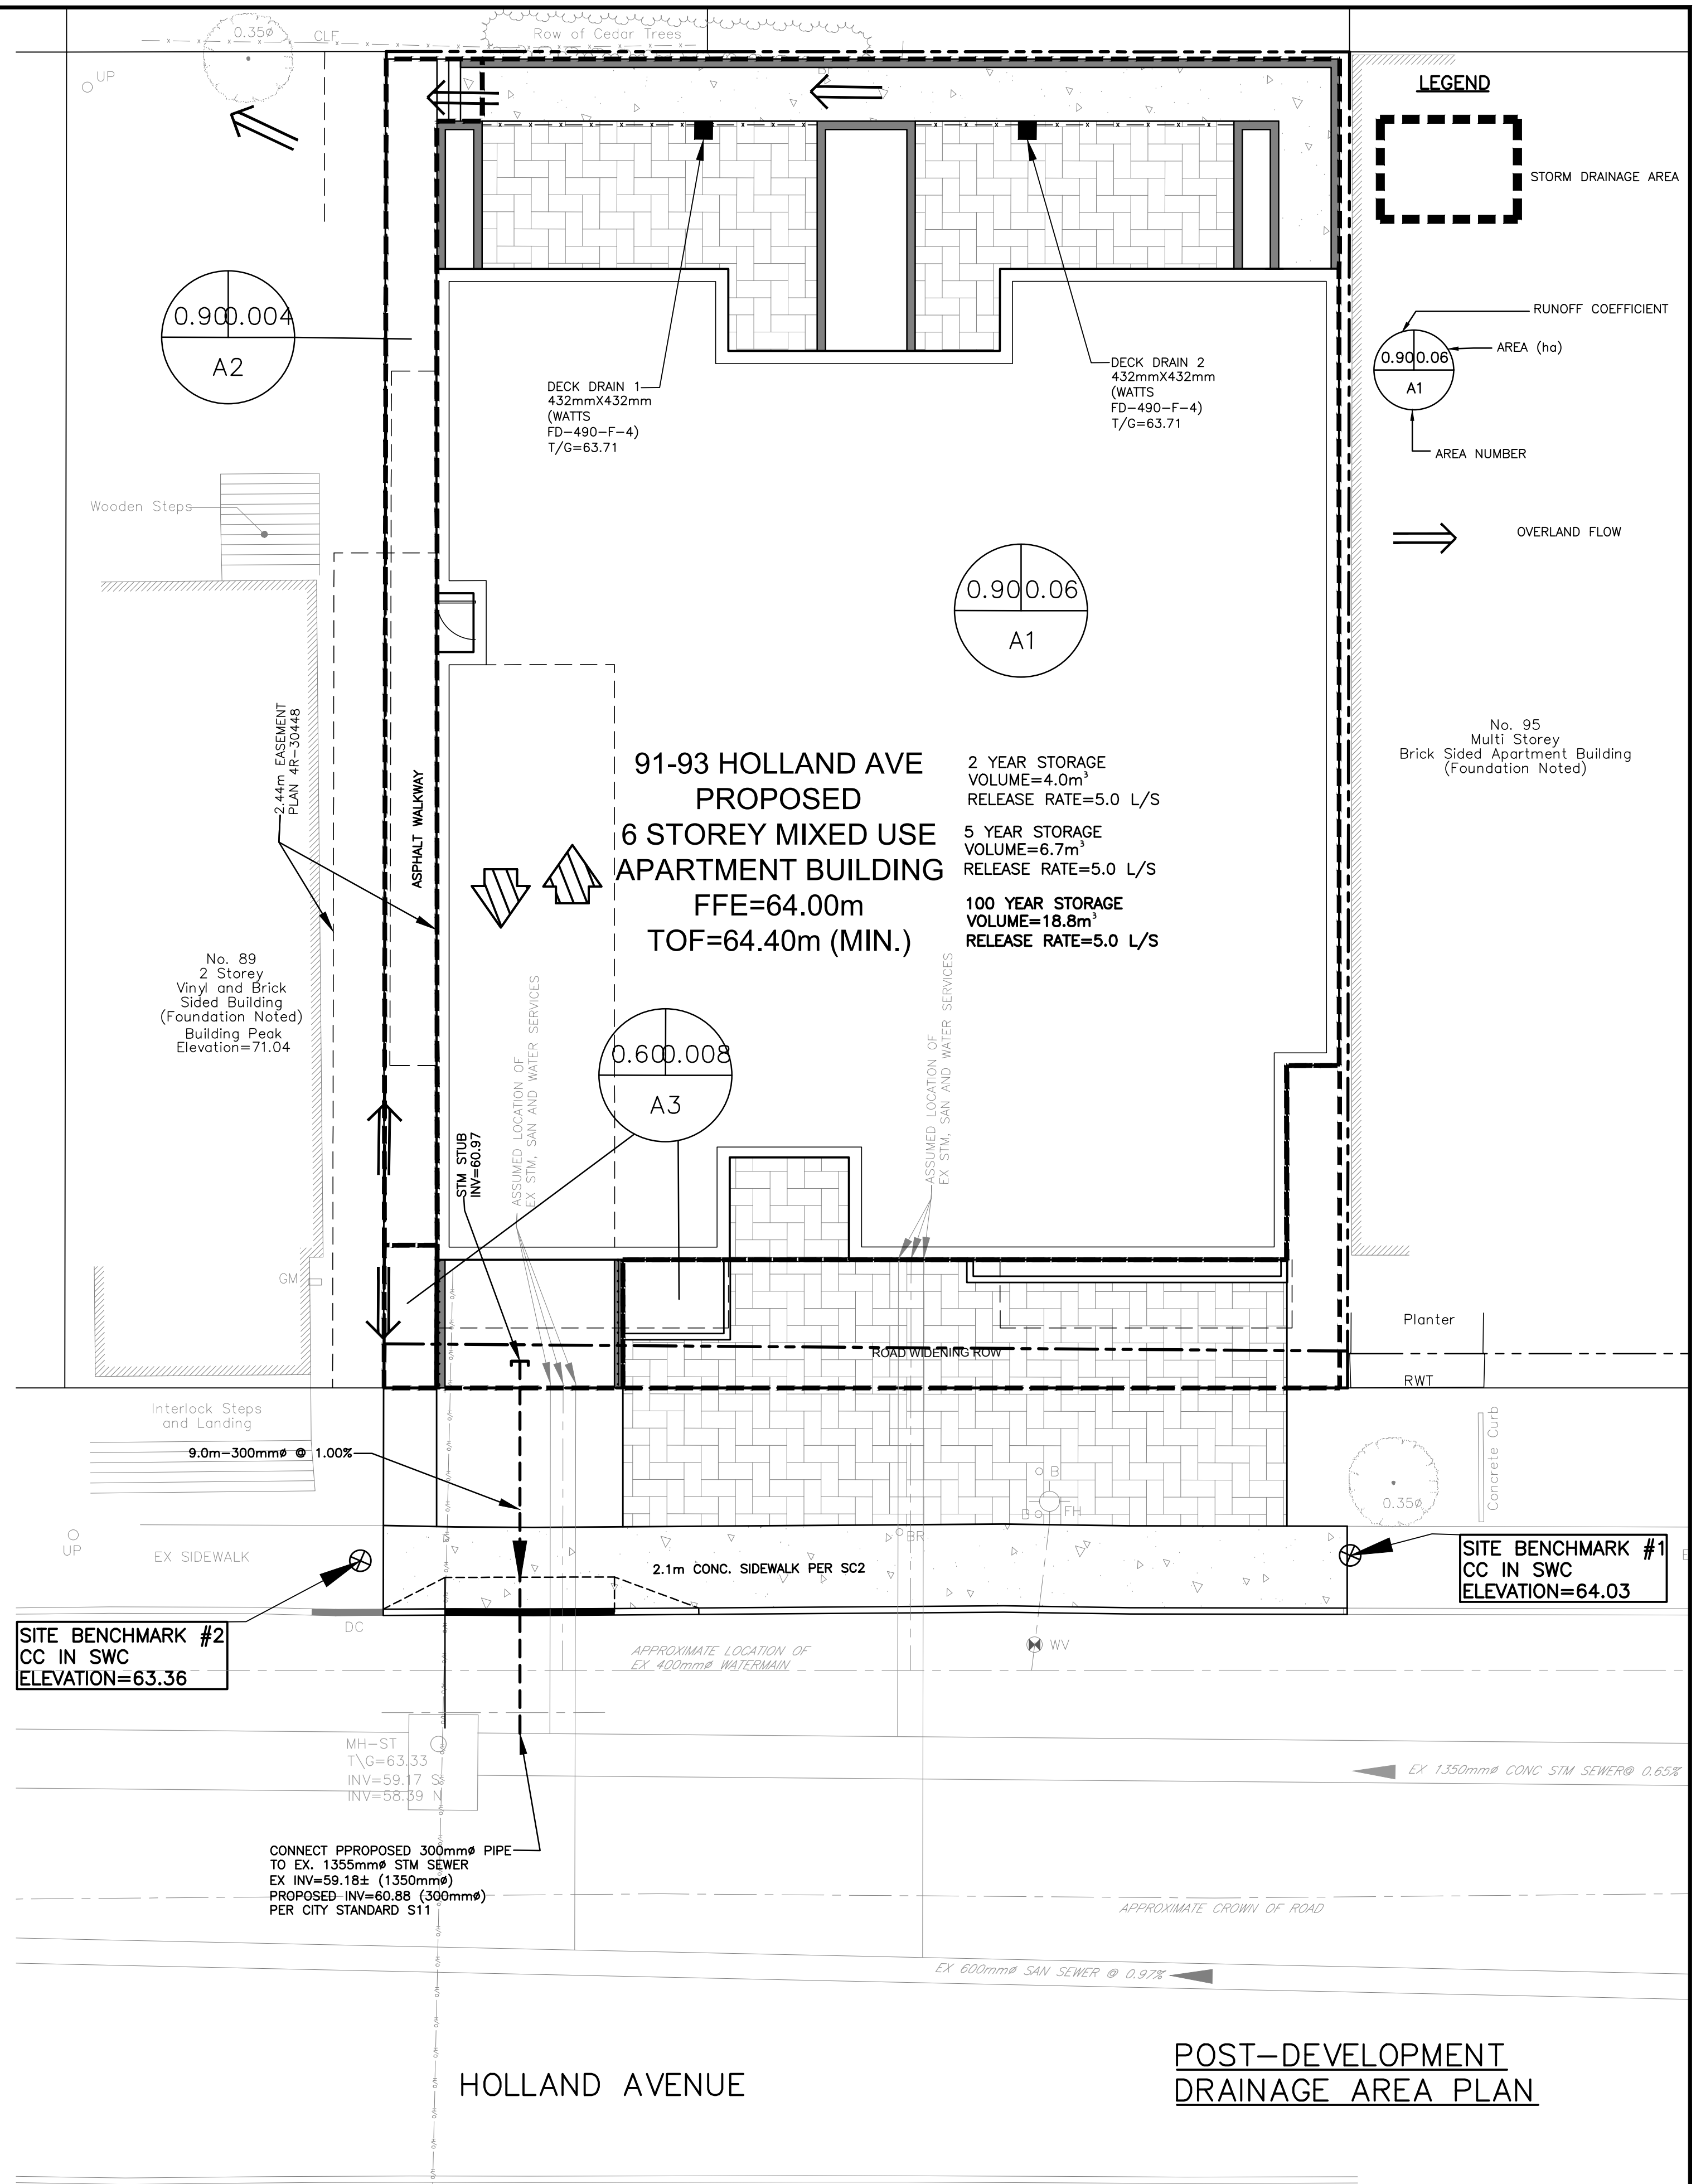 0.35ø
CLF
Row of Cedar Trees
UP
LEGEND
STORM DRAINAGE AREA
RUNOFF COEFFICIENT
AREA (ha)
0.90 0.06
A1
AREA NUMBER
OVERLAND FLOW
0.90 0.004
A2
DECK DRAIN 1
432mmX432mm
(WATTS
FD-490-F-4)
T/G=63.71
DECK DRAIN 2
432mmX432mm
(WATTS
FD-490-F-4)
T/G=63.71
Wooden Steps
0.90 0.06
A1
2.44m EASEMENT
PLAN 4R-30448
ASPHALT WALKWAY
91-93 HOLLAND AVE
PROPOSED
6 STOREY MIXED USE
APARTMENT BUILDING
FFE=64.00m
TOF=64.40m (MIN.)
2 YEAR STORAGE
VOLUME=4.0m³
RELEASE RATE=5.0 L/S
5 YEAR STORAGE
VOLUME=6.7m³
RELEASE RATE=5.0 L/S
100 YEAR STORAGE
VOLUME=18.8m³
RELEASE RATE=5.0 L/S
No. 95
Multi Storey
Brick Sided Apartment Building
(Foundation Noted)
No. 89
2 Storey
Vinyl and Brick
Sided Building
(Foundation Noted)
Building Peak
Elevation=71.04
0.60 0.008
A3
STM STUB
INV=60.97
ASSUMED LOCATION OF
EX STM, SAN AND WATER SERVICES
ASSUMED LOCATION OF
EX STM, SAN AND WATER SERVICES
GM
Planter
ROAD WIDENING ROW
RWT
Interlock Steps
and Landing
9.0m-300mmø @ 1.00%
Concrete Curb
0.35ø
B
B
FH
BR
UP
EX SIDEWALK
2.1m CONC. SIDEWALK PER SC2
SITE BENCHMARK #1
CC IN SWC
ELEVATION=64.03
SITE BENCHMARK #2
CC IN SWC
ELEVATION=63.36
DC
WV
APPROXIMATE LOCATION OF
EX 400mmø WATERMAIN
MH-ST
T\G=63.33
INV=59.17 S
INV=58.39 N
EX 1350mmø CONC STM SEWER@ 0.65%
CONNECT PPROPOSED 300mmø PIPE
TO EX. 1355mmø STM SEWER
EX INV=59.18± (1350mmø)
PROPOSED INV=60.88 (300mmø)
PER CITY STANDARD S11
APPROXIMATE CROWN OF ROAD
EX 600mmø SAN SEWER @ 0.97%
HOLLAND AVENUE
POST-DEVELOPMENT
DRAINAGE AREA PLAN